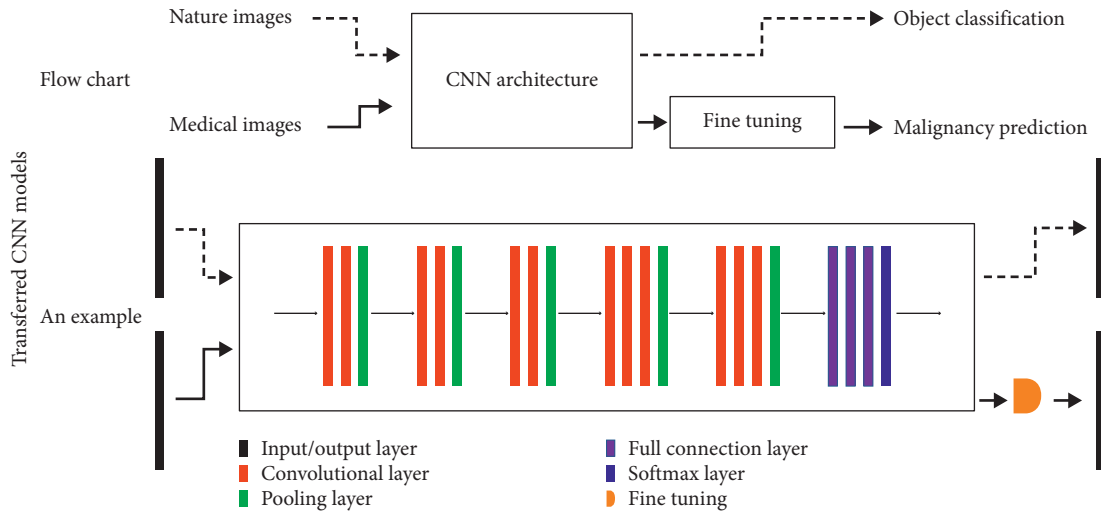 Nature images
Object classification
Flow chart
CNN architecture
Medical images
Fine tuning
Malignancy prediction
Transferred CNN models
An example
Input/output layer
Convolutional layer
Pooling layer
Full connection layer
Softmax layer
Fine tuning